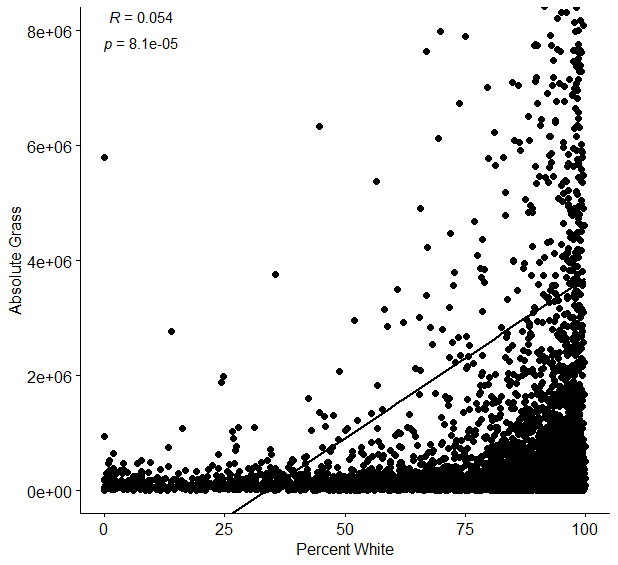 R = 0.054
p = 8.1e-05
8e+06
6e+06
4e+06
2e+06
0e+00
Absolute Grass
0 25 50 75 100
Percent White